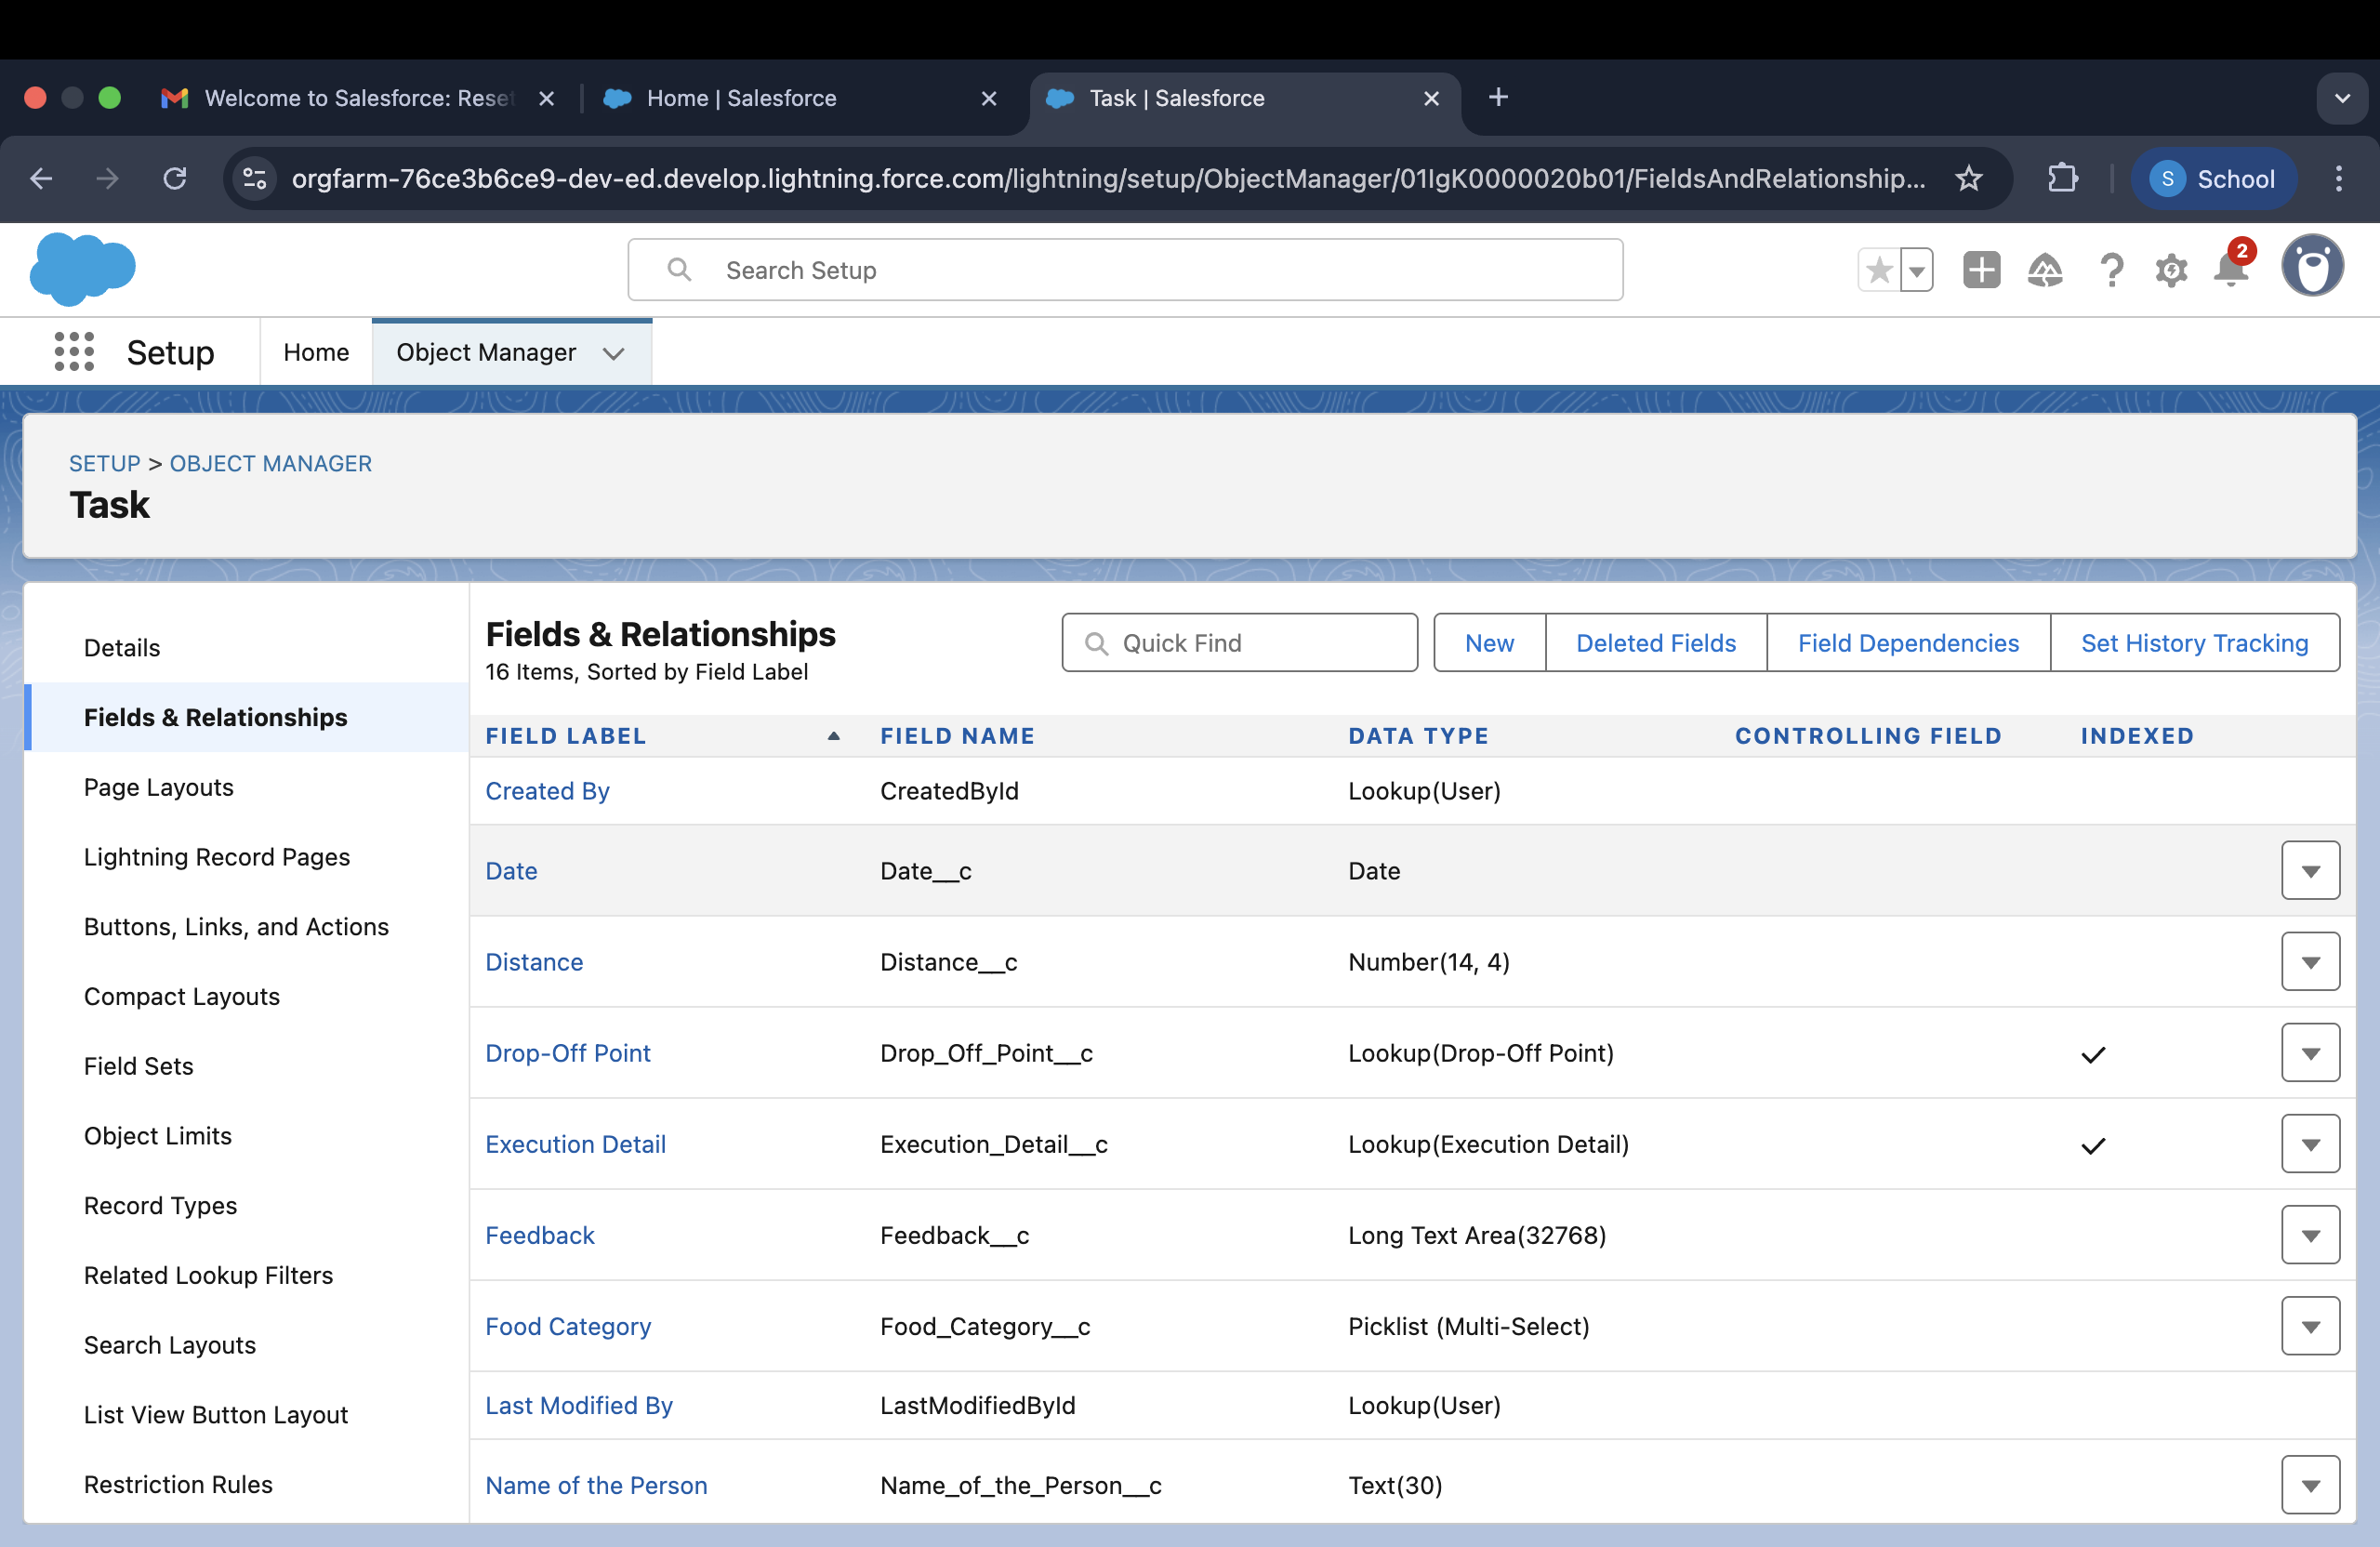 Welcome to Salesforce: Reset
Home | Salesforce
Task | Salesforce
orgfarm-76ce3b6ce9-dev-ed.develop.lightning.force.com/lightning/setup/ObjectManager/01IgK0000020b01/FieldsAndRelationship...
S School
Search Setup
2
Setup Home Object Manager
SETUP > OBJECT MANAGER
Task
Details
Fields & Relationships
Page Layouts
Lightning Record Pages
Buttons, Links, and Actions
Compact Layouts
Field Sets
Object Limits
Record Types
Related Lookup Filters
Search Layouts
List View Button Layout
Restriction Rules
Fields & Relationships
16 Items, Sorted by Field Label
Quick Find New Deleted Fields Field Dependencies Set History Tracking
FIELD LABEL FIELD NAME DATA TYPE CONTROLLING FIELD INDEXED
Created By CreatedById Lookup(User)
Date Date__c Date
Distance Distance__c Number(14, 4)
Drop-Off Point Drop_Off_Point__c Lookup(Drop-Off Point)
Execution Detail Execution_Detail__c Lookup(Execution Detail)
Feedback Feedback__c Long Text Area(32768)
Food Category Food_Category__c Picklist (Multi-Select)
Last Modified By LastModifiedById Lookup(User)
Name of the Person Name_of_the_Person__c Text(30)